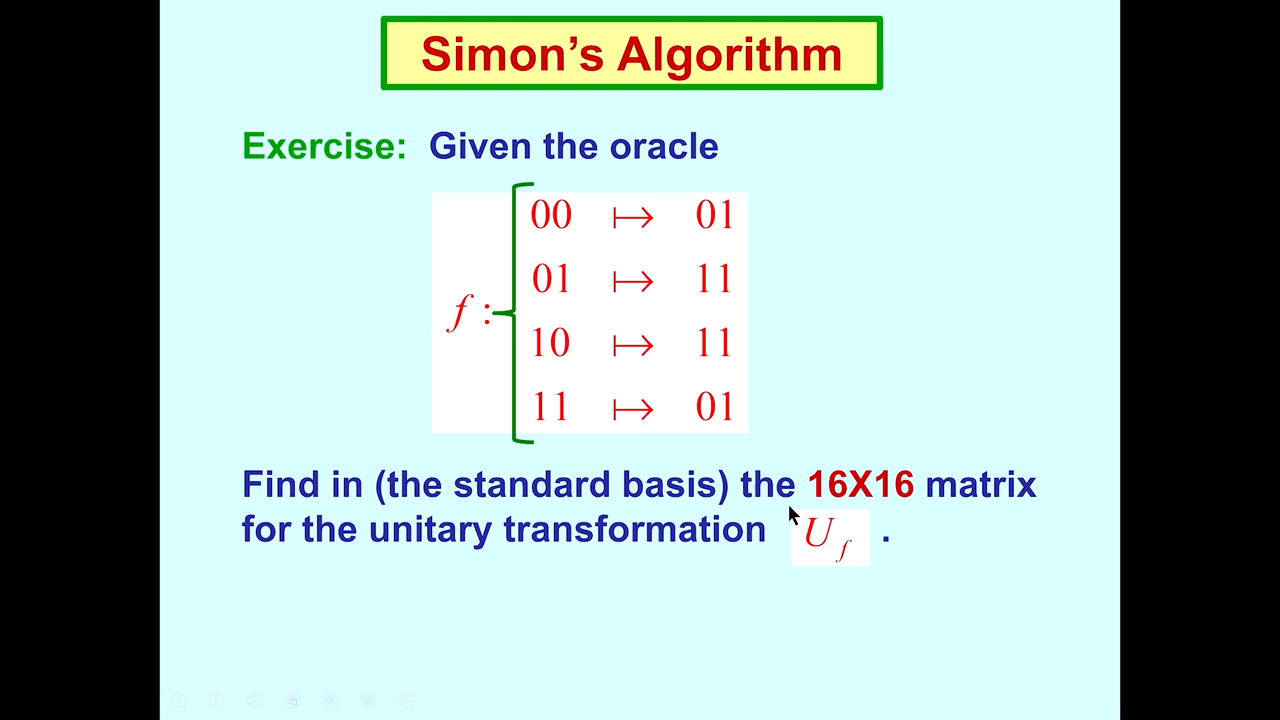 Simon's Algorithm
Exercise: Given the oracle
00 ↦ 01
01 ↦ 11
f :
10 ↦ 11
11 ↦ 01
Find in (the standard basis) the 16X16 matrix
for the unitary transformation U_f .